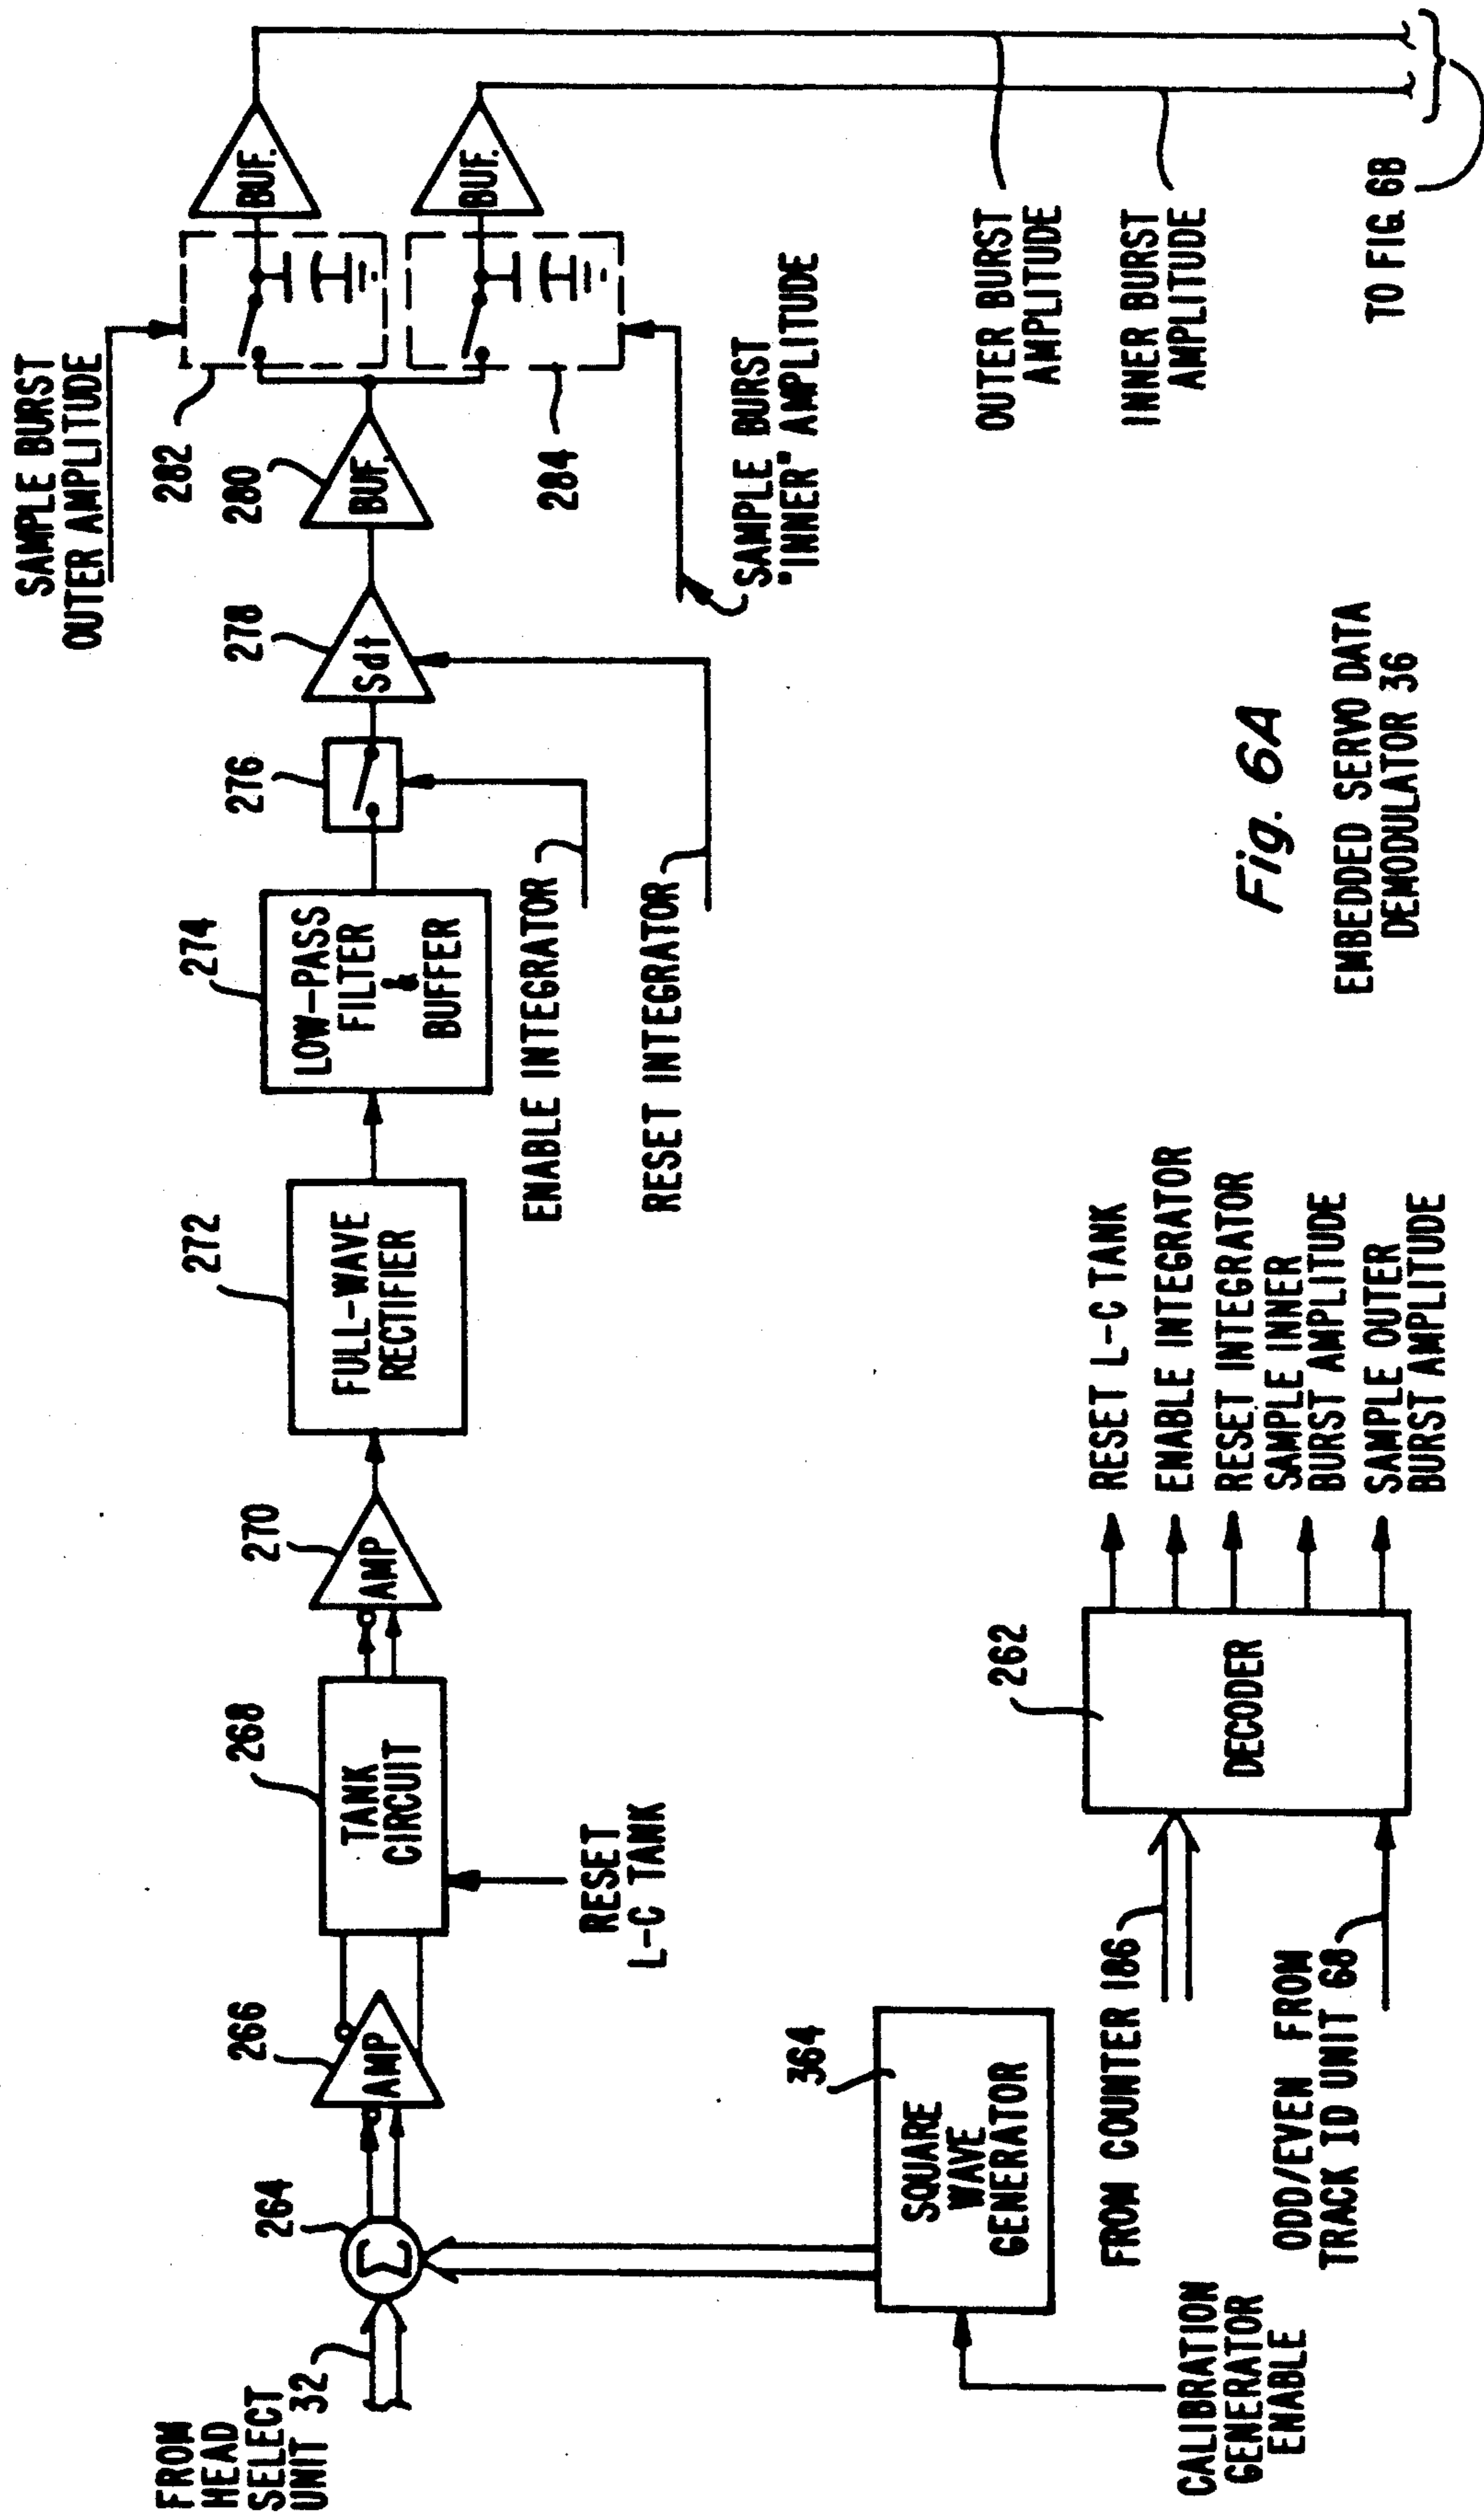 FROM
HEAD
SELECT
UNIT 32
264
Σ
266
AMP
268
TANK
CIRCUIT
RESET
L-C TANK
270
AMP
272
FULL-WAVE
RECTIFIER
274
LOW-PASS
FILTER
&
BUFFER
276
ENABLE INTEGRATOR
278
Sdt
RESET INTEGRATOR
280
BUF
SAMPLE BURST
OUTER AMPLITUDE
282
BUF.
284
BUF.
SAMPLE BURST
"INNER" AMPLITUDE
OUTER BURST
AMPLITUDE
INNER BURST
AMPLITUDE
TO FIG. 6B
364
SQUARE
WAVE
GENERATOR
CALIBRATION
GENERATOR
ENABLE
FROM COUNTER 186
ODD/EVEN FROM
TRACK ID UNIT 68
262
DECODER
RESET L-C TANK
ENABLE INTEGRATOR
RESET INTEGRATOR
SAMPLE INNER
BURST AMPLITUDE
SAMPLE OUTER
BURST AMPLITUDE
Fig. 6A
EMBEDDED SERVO DATA
DEMODULATOR 36